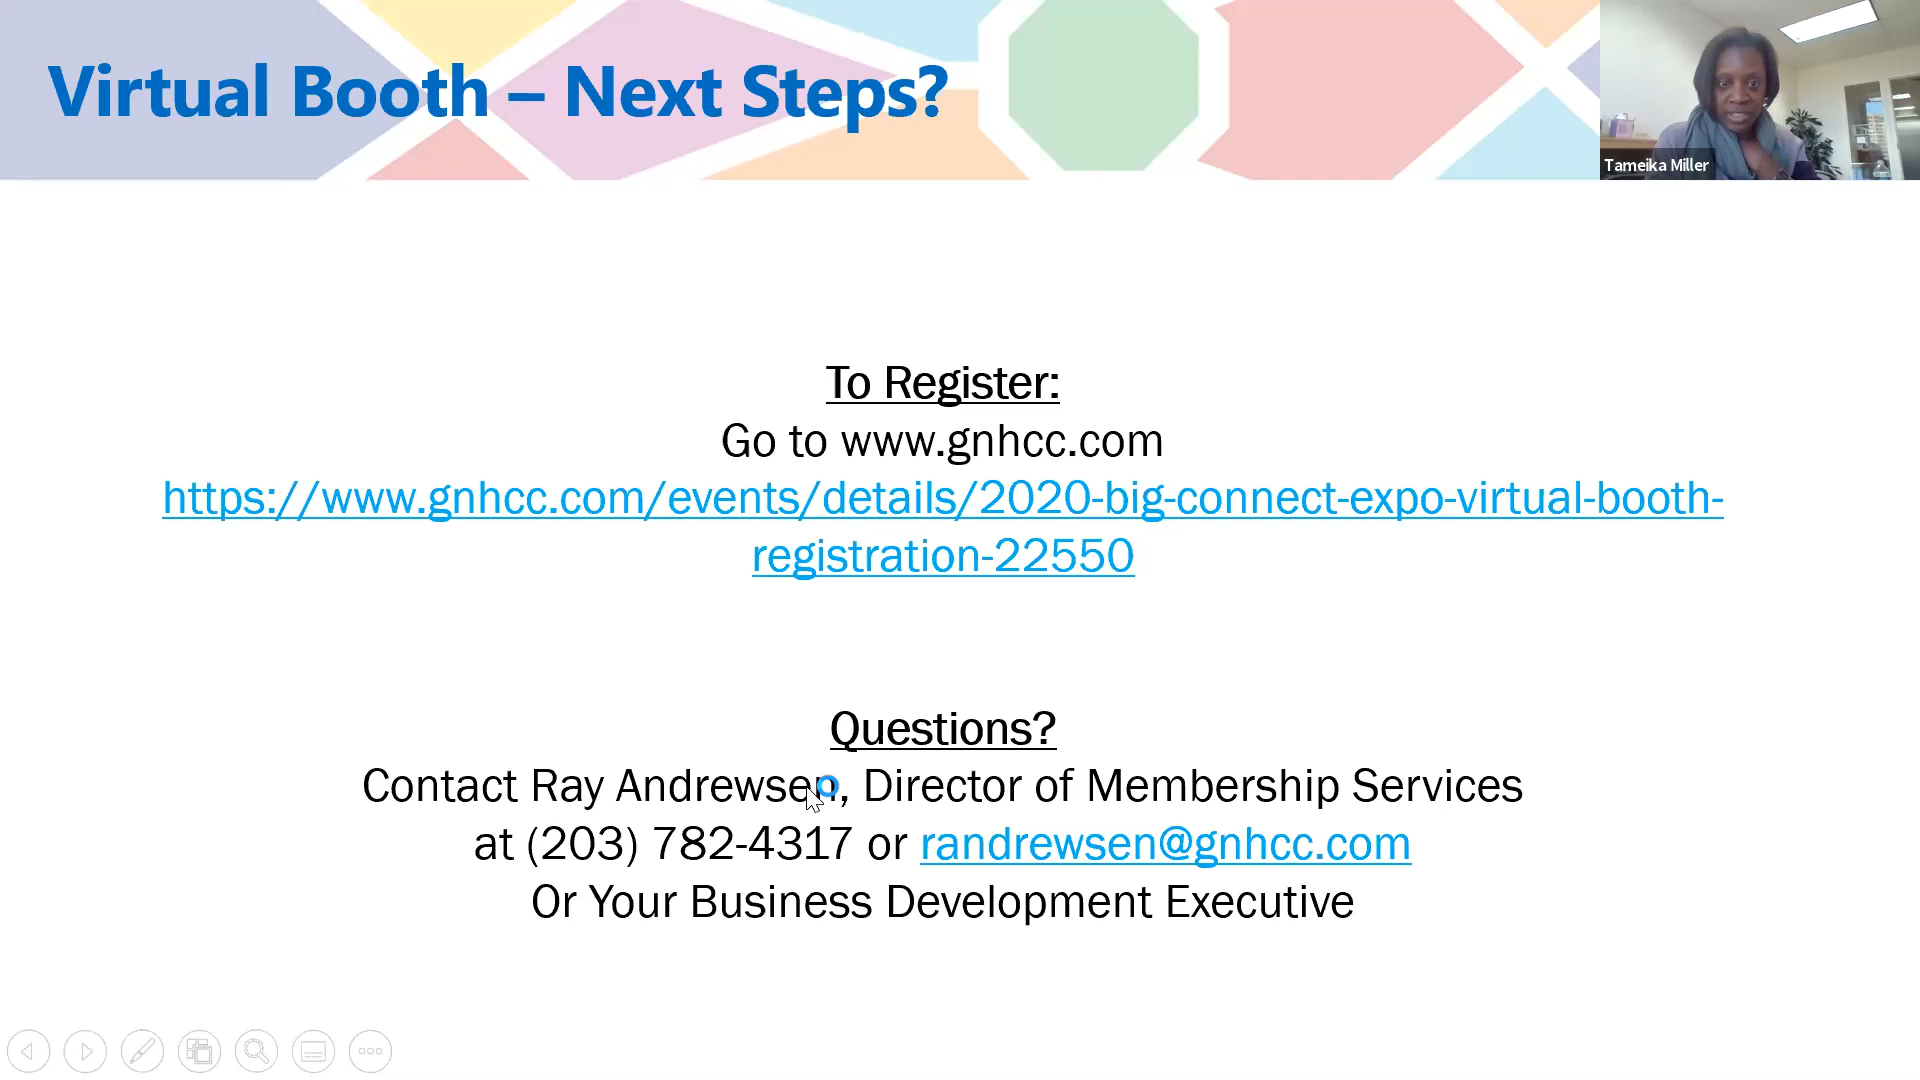 Virtual Booth – Next Steps?
Tameika Miller
To Register:
Go to www.gnhcc.com
https://www.gnhcc.com/events/details/2020-big-connect-expo-virtual-booth-
registration-22550
Questions?
Contact Ray Andrewsen, Director of Membership Services
at (203) 782-4317 or randrewsen@gnhcc.com
Or Your Business Development Executive